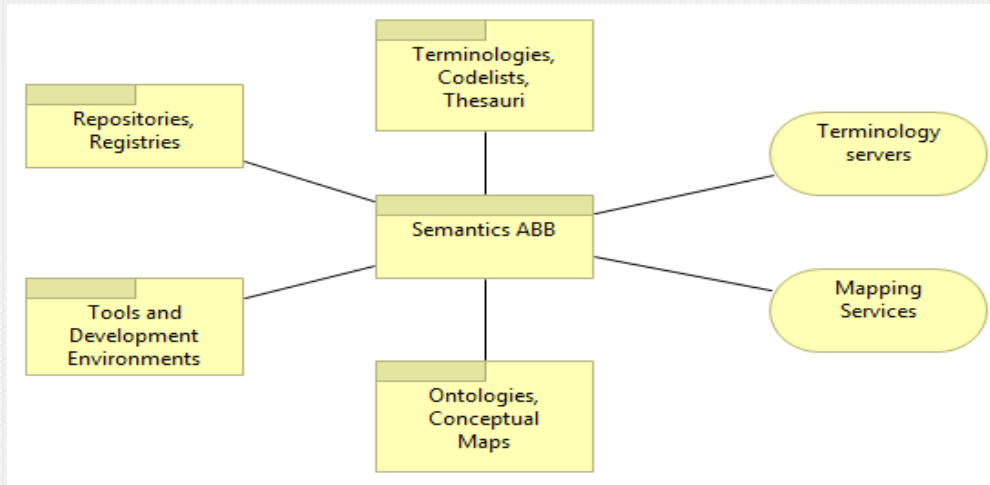 Terminologies,
Codelists,
Thesauri
Repositories,
Registries
Terminology
servers
Semantics ABB
Tools and
Development
Environments
Mapping
Services
Ontologies,
Conceptual
Maps